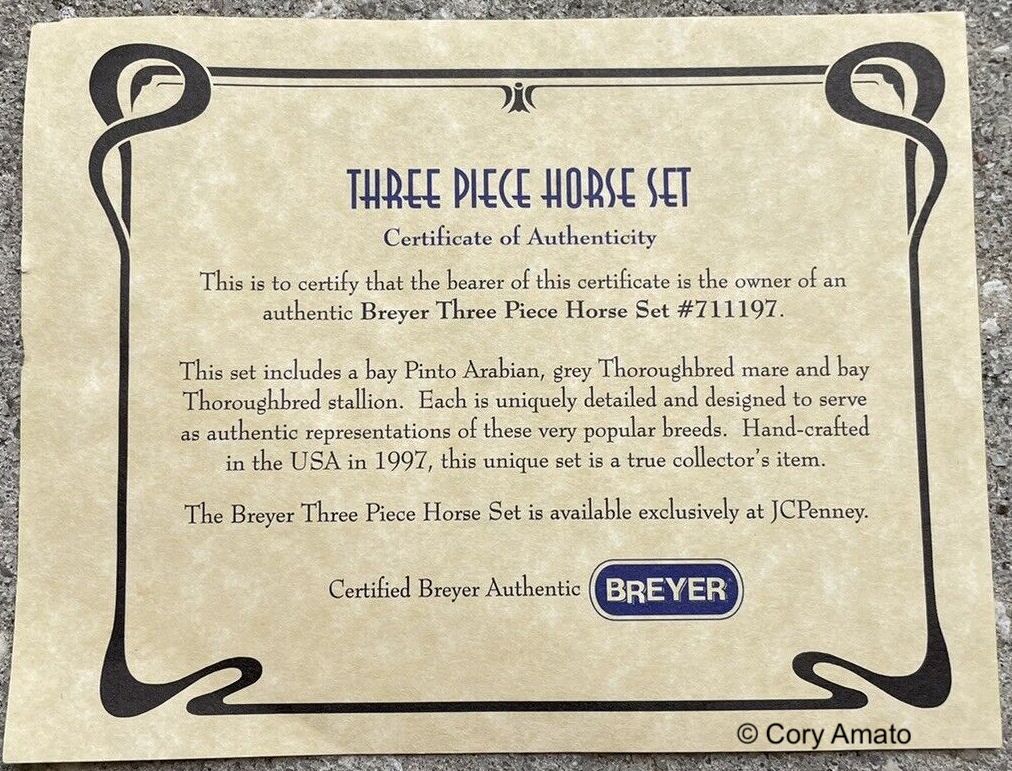 THREE PIECE HORSE SET
Certificate of Authenticity
This is to certify that the bearer of this certificate is the owner of an
authentic Breyer Three Piece Horse Set #711197.
This set includes a bay Pinto Arabian, grey Thoroughbred mare and bay
Thoroughbred stallion. Each is uniquely detailed and designed to serve
as authentic representations of these very popular breeds. Hand-crafted
in the USA in 1997, this unique set is a true collector's item.
The Breyer Three Piece Horse Set is available exclusively at JCPenney.
Certified Breyer Authentic BREYER
© Cory Amato